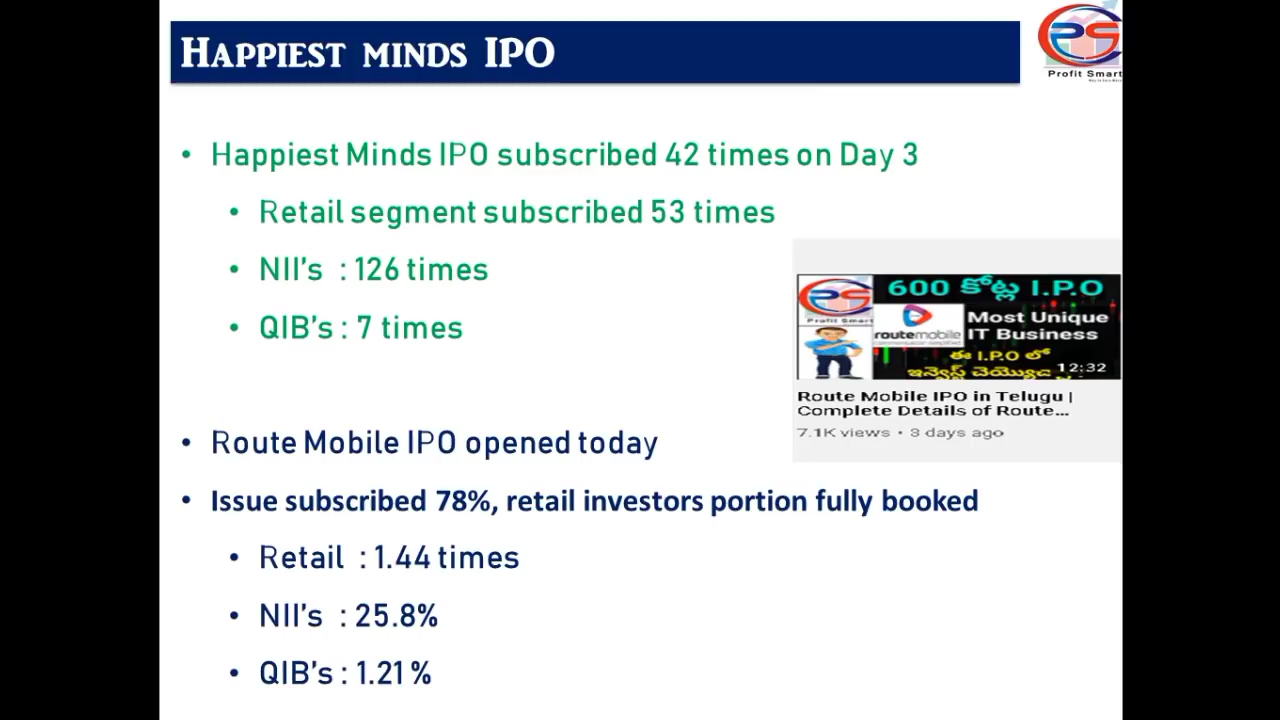 HAPPIEST MINDS IPO
Profit Smart
• Happiest Minds IPO subscribed 42 times on Day 3
• Retail segment subscribed 53 times
• NII's : 126 times
• QIB's : 7 times
600 కోట్ల I.P.O
Profit Smart
routemobile
Most Unique
IT Business
ఈ I.P.O లో
ఇన్వెస్ట్
12:32
Route Mobile IPO in Telugu |
Complete Details of Route...
7.1K views • 3 days ago
• Route Mobile IPO opened today
• Issue subscribed 78%, retail investors portion fully booked
• Retail : 1.44 times
• NII's : 25.8%
• QIB's : 1.21 %